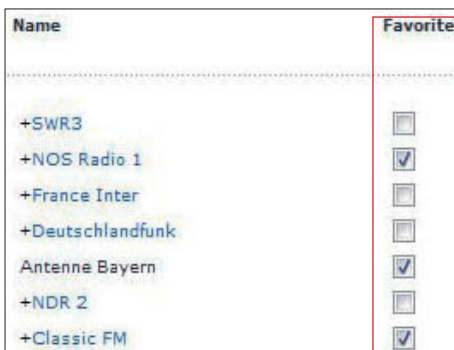 Name Favorite
+SWR3
+NOS Radio 1
+France Inter
+Deutschlandfunk
Antenne Bayern
+NDR 2
+Classic FM